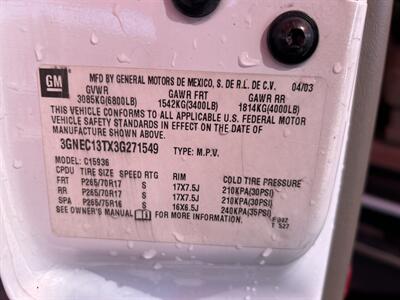 GM
MFD BY GENERAL MOTORS DE MEXICO, S. DE R.L. DE C.V. 04/03
GVWR GAWR FRT GAWR RR
3085KG(6800LB) 1542KG(3400LB) 1814KG(4000LB)
THIS VEHICLE CONFORMS TO ALL APPLICABLE U.S. FEDERAL MOTOR
VEHICLE SAFETY STANDARDS IN EFFECT ON THE DATE OF
MANUFACTURE SHOWN ABOVE.
3GNEC13TX3G271549 TYPE: M.P.V.
MODEL: C15936
CPDU TIRE SIZE SPEED RTG RIM COLD TIRE PRESSURE
FRT P265/70R17 S 17X7.5J 210KPA(30PSI)
RR P265/70R17 S 17X7.5J 210KPA(30PSI)
SPA P265/75R16 S 16X6.5J 240KPA(35PSI)
SEE OWNER'S MANUAL FOR MORE INFORMATION.
T 527